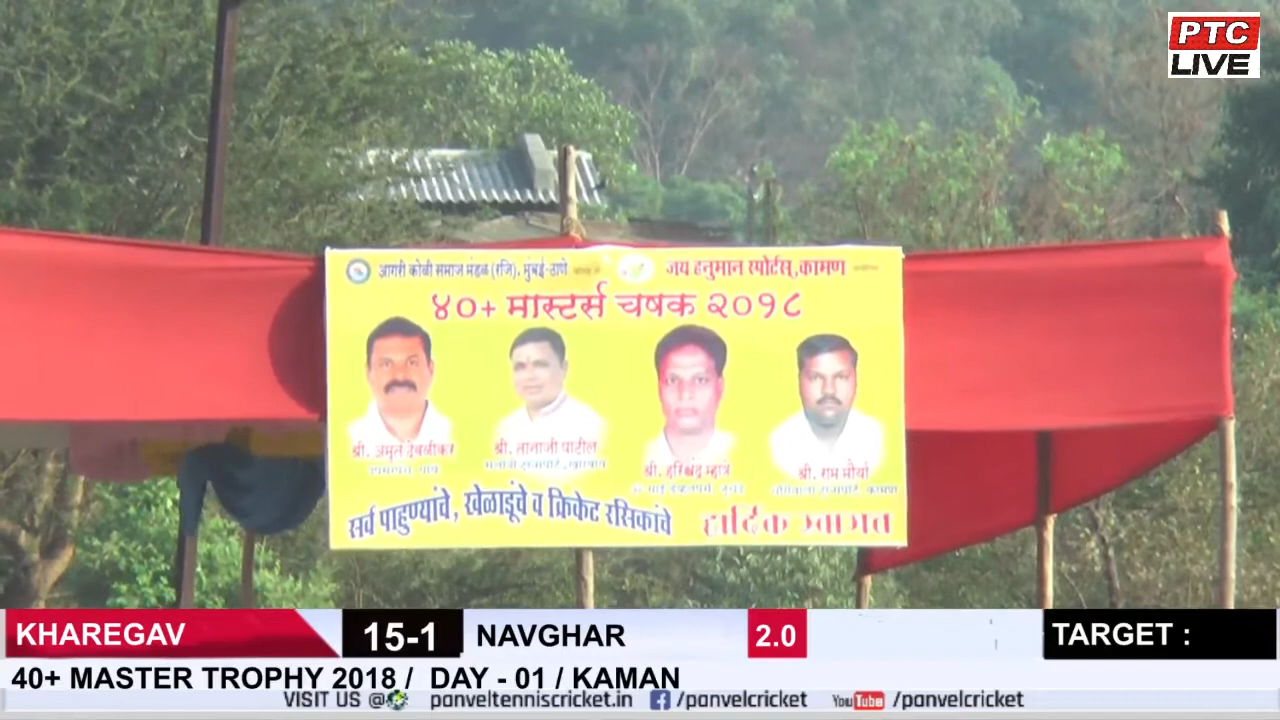 PTC
LIVE
आगरी कोळी समाज मंडळ (रजि), मुंबई-ठाणे
जय हनुमान स्पोर्टस्, कामण
४०+ मास्टर्स चषक २०१८
श्री. तानाजी पाटील
श्री. हरिश्चंद्र म्हात्रे
श्री. राम मौर्या
सर्व पाहुण्यांचे, खेळाडूंचे व क्रिकेट रसिकांचे हार्दिक स्वागत
KHAREGAV 15-1 NAVGHAR 2.0 TARGET :
40+ MASTER TROPHY 2018 / DAY - 01 / KAMAN
VISIT US @ panveltenniscricket.in /panvelcricket YouTube /panvelcricket